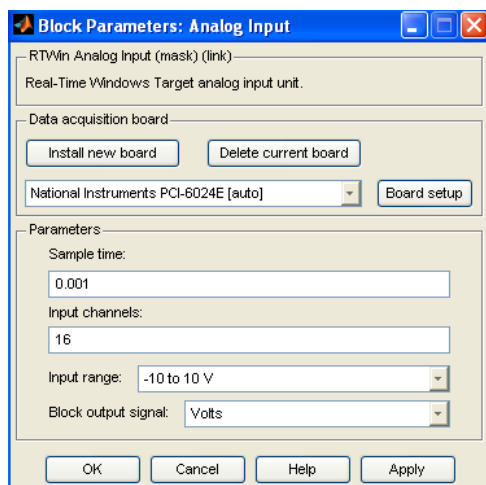 Block Parameters: Analog Input
RTWin Analog Input (mask) (link)
Real-Time Windows Target analog input unit.
Data acquisition board
Install new board
Delete current board
National Instruments PCI-6024E [auto]
Board setup
Parameters
Sample time:
0.001
Input channels:
16
Input range: -10 to 10 V
Block output signal: Volts
OK Cancel Help Apply